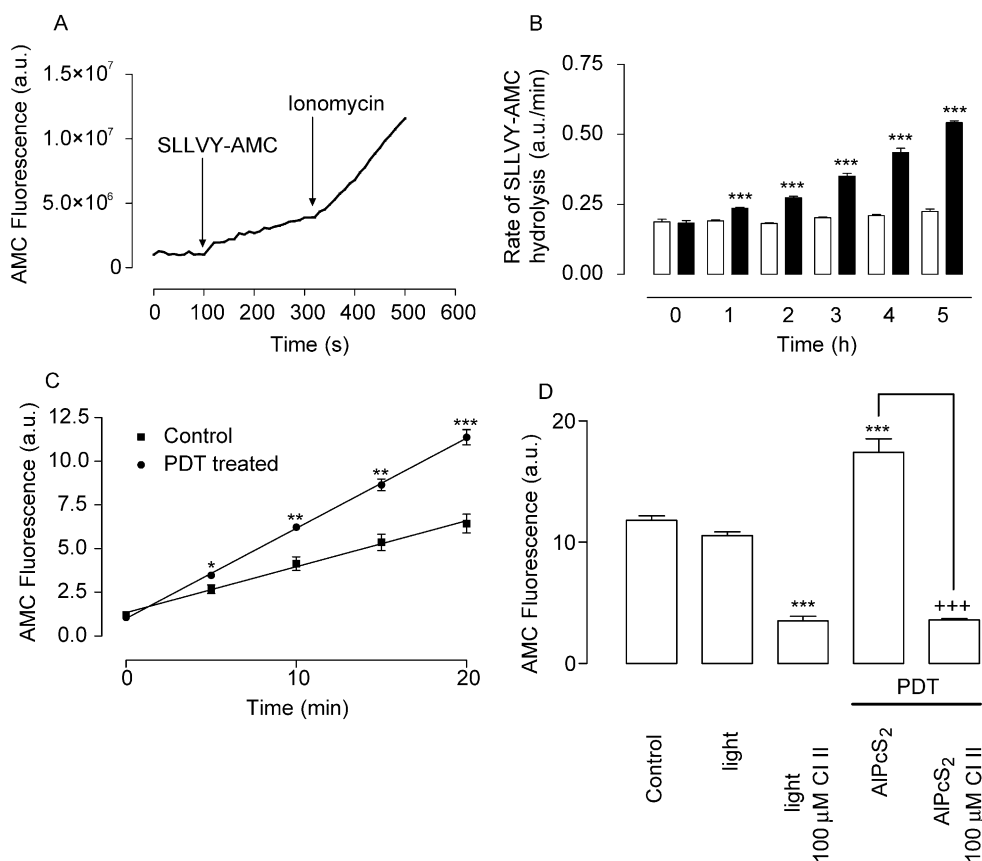 A
AMC Fluorescence (a.u.)
1.5×10⁷
1.0×10⁷
5.0×10⁶
0
SLLVY-AMC
Ionomycin
0 100 200 300 400 500 600
Time (s)
B
Rate of SLLVY-AMC
hydrolysis (a.u./min)
0.75
0.50
0.25
0.00
***
***
***
***
***
0 1 2 3 4 5
Time (h)
C
AMC Fluorescence (a.u.)
12.5
10.0
7.5
5.0
2.5
0.0
Control
PDT treated
*
**
**
***
0 10 20
Time (min)
D
AMC Fluorescence (a.u.)
20
10
0
***
***
+++
PDT
Control
light
light
100 μM CI II
AlPcS₂
AlPcS₂
100 μM CI II